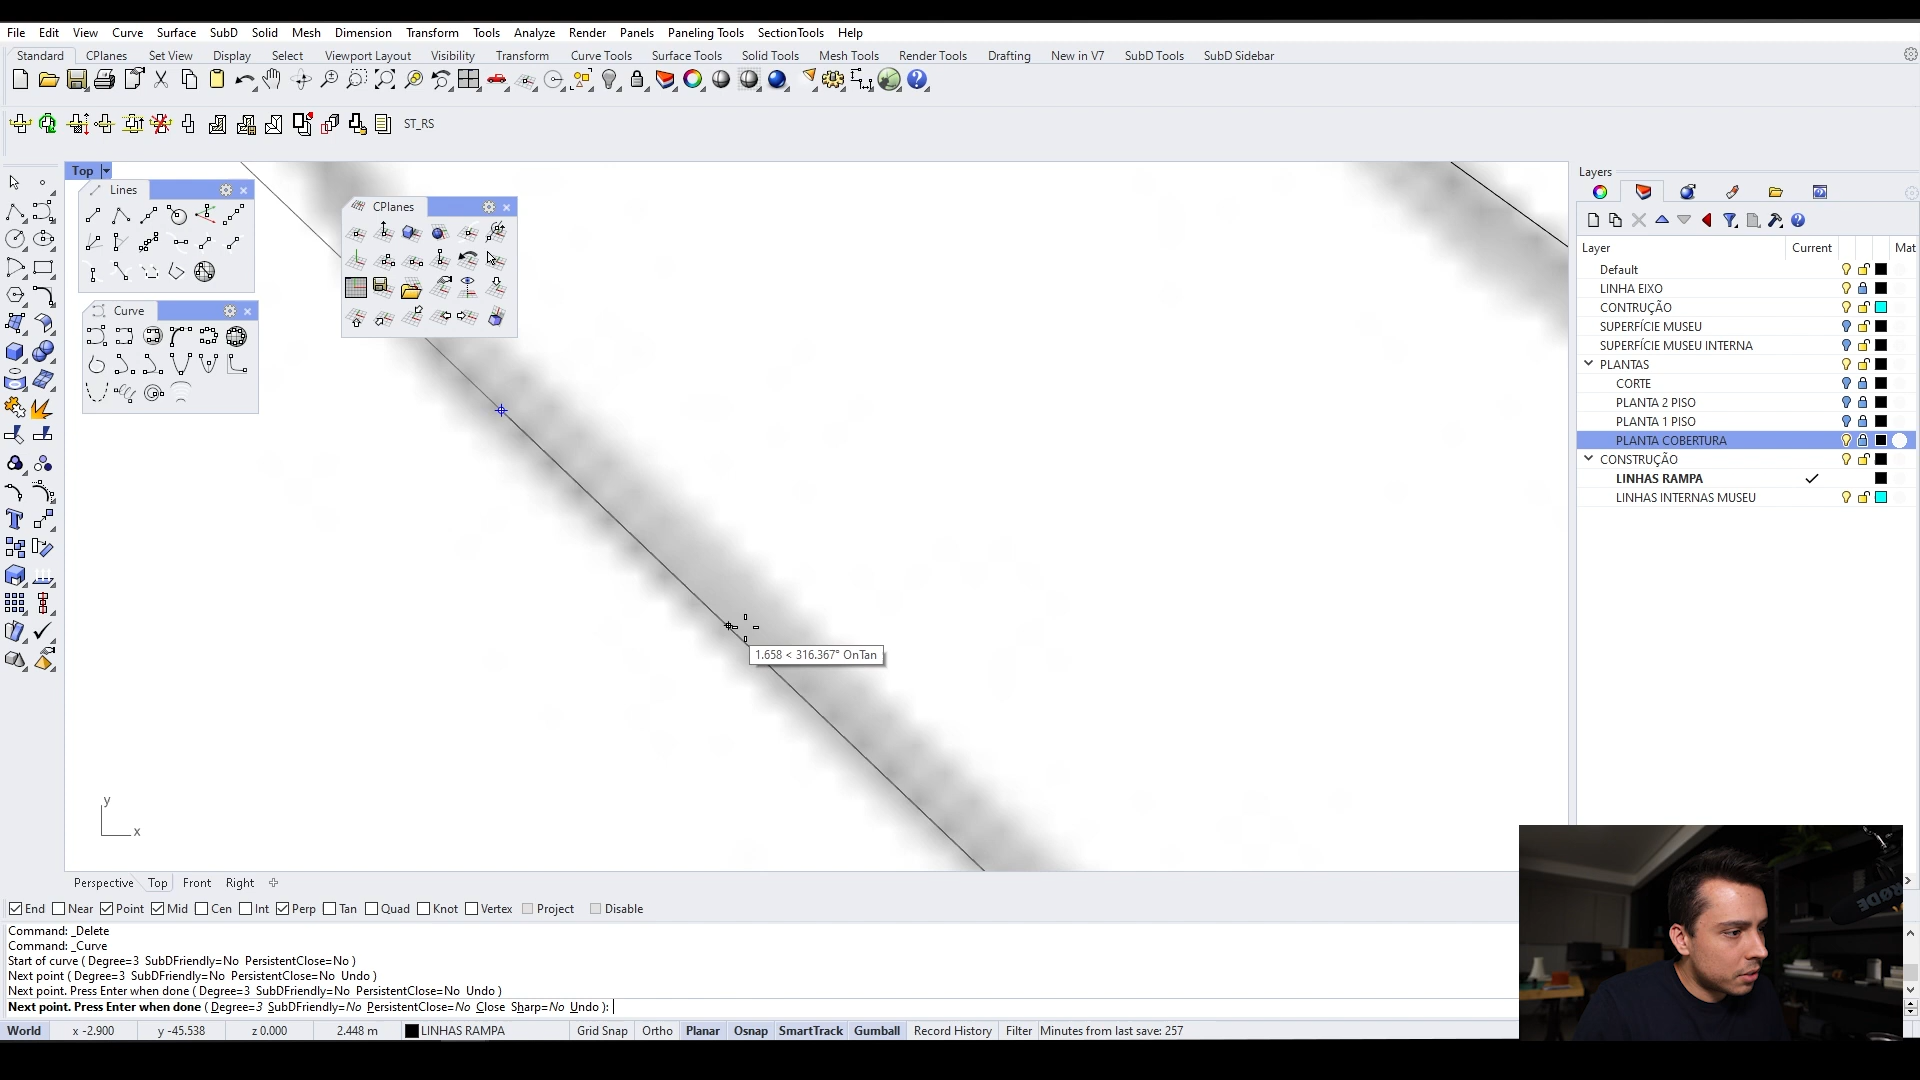 File Edit View Curve Surface SubD Solid Mesh Dimension Transform Tools Analyze Render Panels Paneling Tools SectionTools Help
Standard CPlanes Set View Display Select Viewport Layout Visibility Transform Curve Tools Surface Tools Solid Tools Mesh Tools Render Tools Drafting New in V7 SubD Tools SubD Sidebar
ST_RS
Top
Lines
CPlanes
Curve
1.658 < 316.367° OnTan
y
x
Layers
Layer Current Mat
Default
LINHA EIXO
CONTRUÇÃO
SUPERFÍCIE MUSEU
SUPERFÍCIE MUSEU INTERNA
PLANTAS
CORTE
PLANTA 2 PISO
PLANTA 1 PISO
PLANTA COBERTURA
CONSTRUÇÃO
LINHAS RAMPA
LINHAS INTERNAS MUSEU
RØDE
Perspective Top Front Right
End Near Point Mid Cen Int Perp Tan Quad Knot Vertex Project Disable
Command: _Delete
Command: _Curve
Start of curve ( Degree=3 SubDFriendly=No PersistentClose=No )
Next point ( Degree=3 SubDFriendly=No PersistentClose=No Undo )
Next point. Press Enter when done ( Degree=3 SubDFriendly=No PersistentClose=No Undo )
Next point. Press Enter when done ( Degree=3 SubDFriendly=No PersistentClose=No Close Sharp=No Undo ):
World x -2.900 y -45.538 z 0.000 2.448 m LINHAS RAMPA Grid Snap Ortho Planar Osnap SmartTrack Gumball Record History Filter Minutes from last save: 257